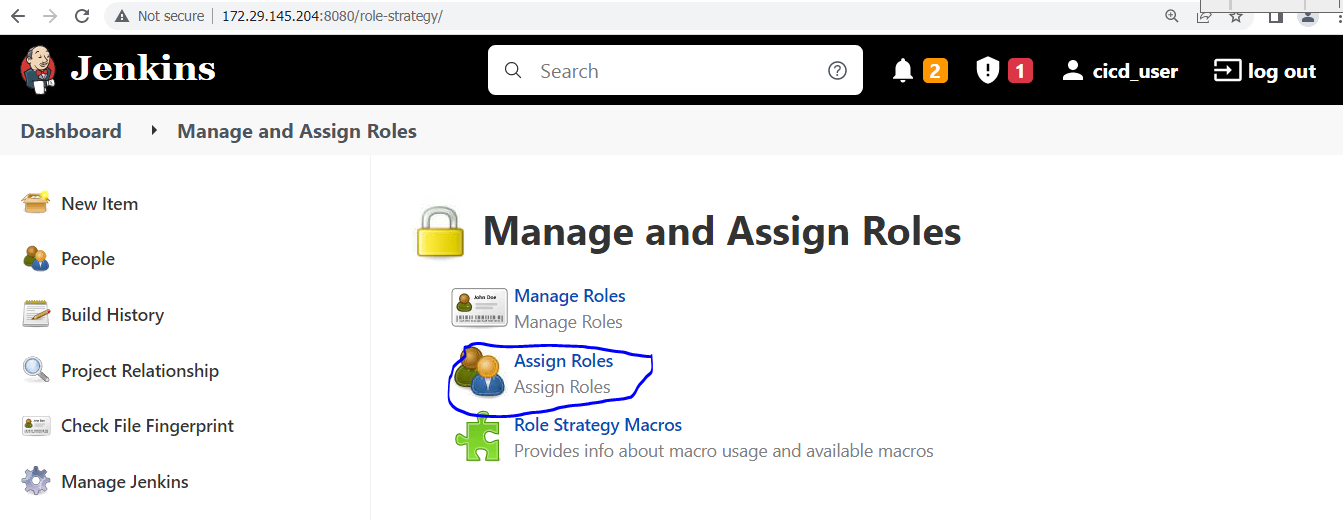 Not secure | 172.29.145.204:8080/role-strategy/
Jenkins
Search
2
1
cicd_user
log out
Dashboard
Manage and Assign Roles
New Item
People
Build History
Project Relationship
Check File Fingerprint
Manage Jenkins
Manage and Assign Roles
John Doe
Manage Roles
Manage Roles
Assign Roles
Assign Roles
Role Strategy Macros
Provides info about macro usage and available macros